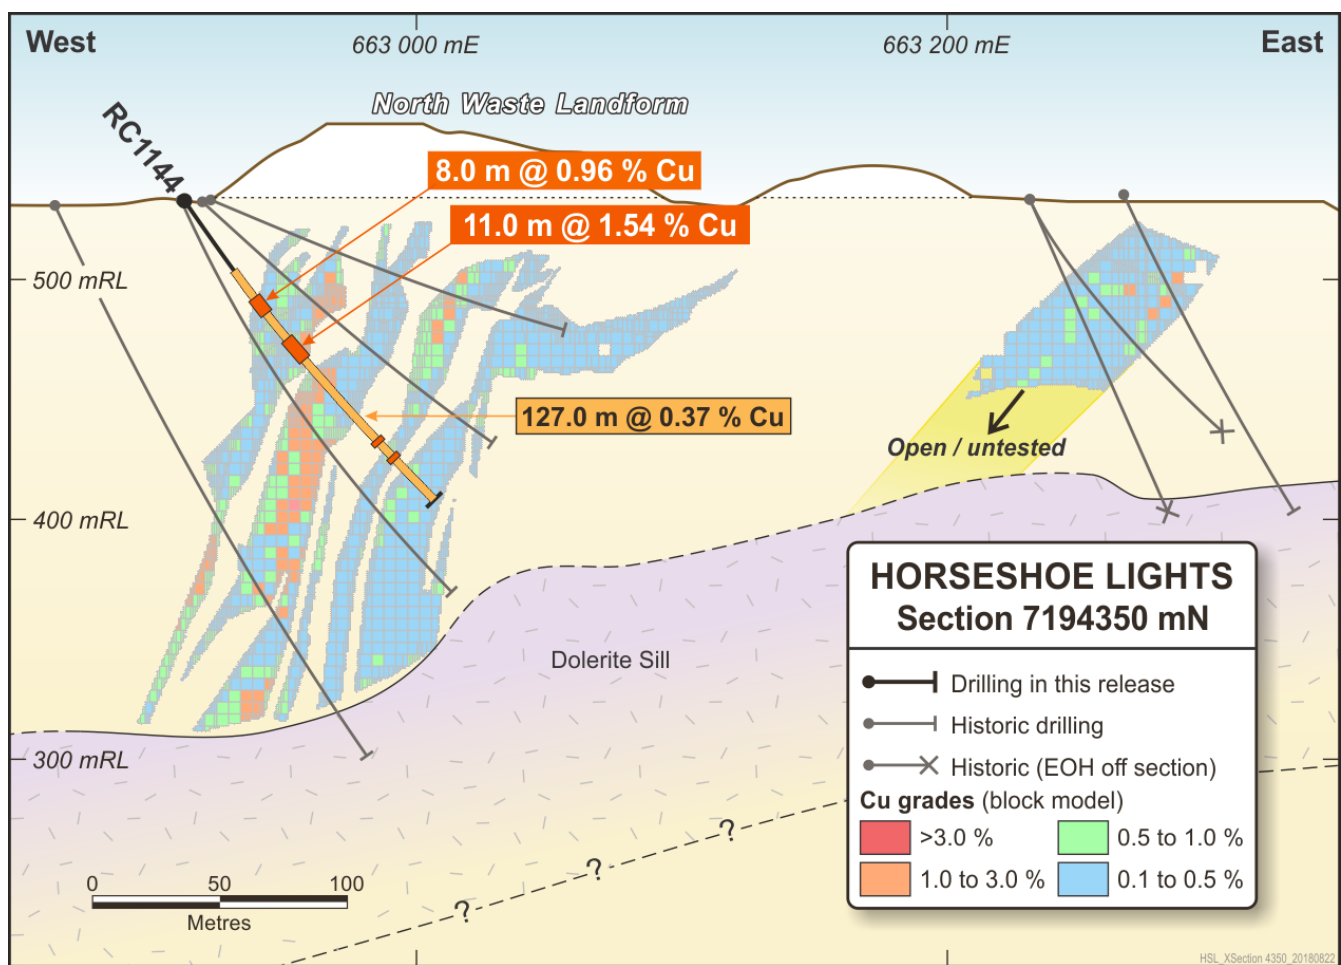 West
663 000 mE
663 200 mE
East
North Waste Landform
RC1144
8.0 m @ 0.96 % Cu
11.0 m @ 1.54 % Cu
500 mRL
127.0 m @ 0.37 % Cu
Open / untested
400 mRL
HORSESHOE LIGHTS
Section 7194350 mN
Dolerite Sill
Drilling in this release
Historic drilling
300 mRL
Historic (EOH off section)
Cu grades (block model)
>3.0 %
0.5 to 1.0 %
1.0 to 3.0 %
0.1 to 0.5 %
?
?
?
0 50 100
Metres
HSL_XSection 4350_20180822